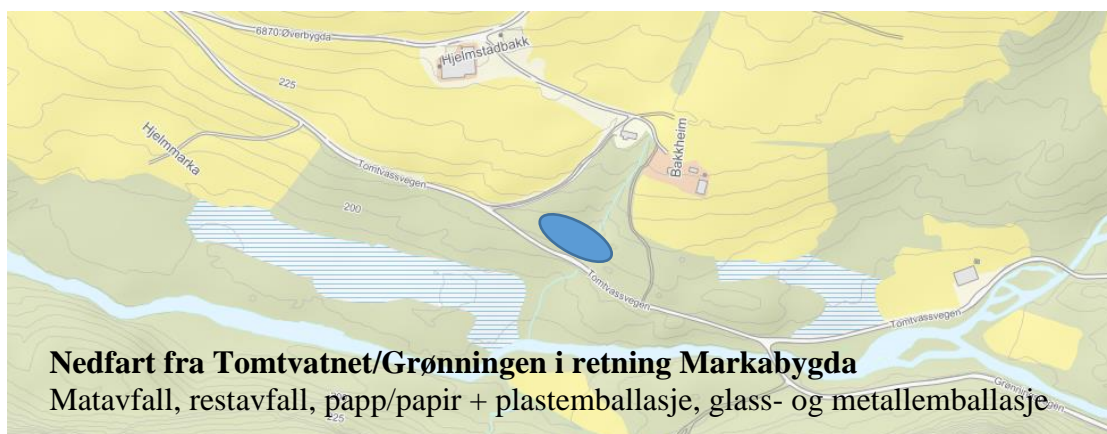 6870 Øverbygda
Hjelmstadbakk
225
Hjelmmarka
Bakkheim
Tomtvassvegen
200
Tomtvassvegen
Tomtvassvegen
Nedfart fra Tomtvatnet/Grønningen i retning Markabygda
Grønning
Matavfall, restavfall, papp/papir + plastemballasje, glass- og metallemballasje
225